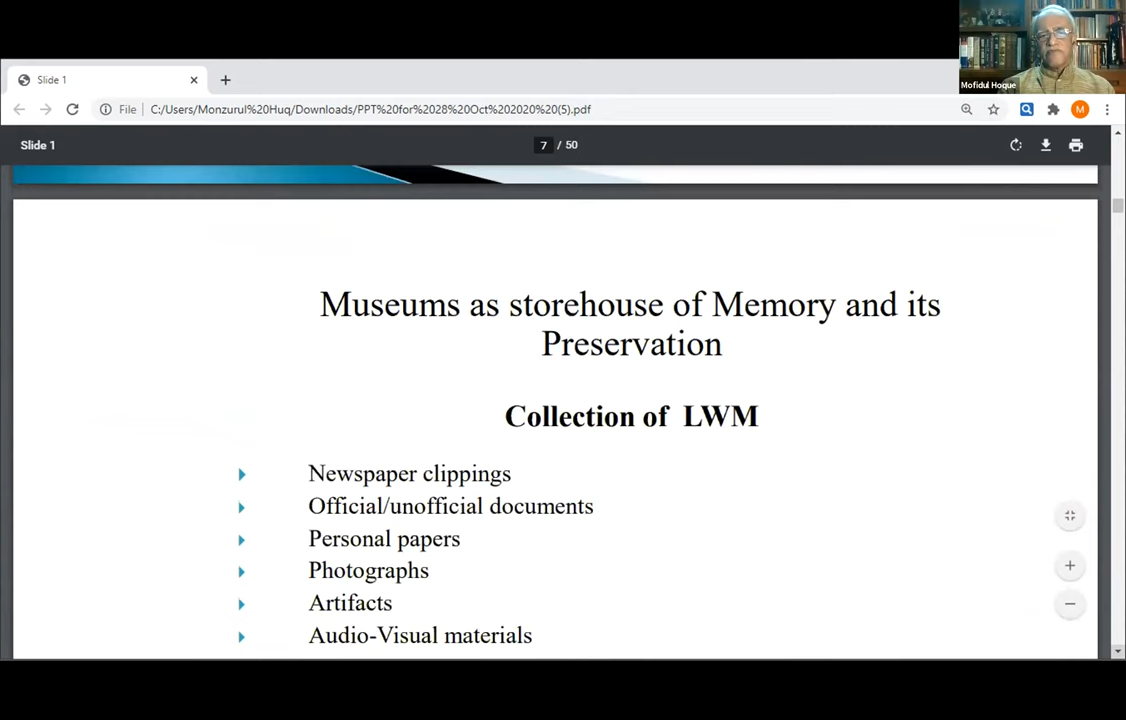 Mofidul Hoque
Slide 1
File
C:/Users/Monzurul%20Huq/Downloads/PPT%20for%2028%20Oct%202020%20(5).pdf
M
Slide 1
7 / 50
Museums as storehouse of Memory and its
Preservation
Collection of LWM
Newspaper clippings
Official/unofficial documents
Personal papers
Photographs
Artifacts
Audio-Visual materials